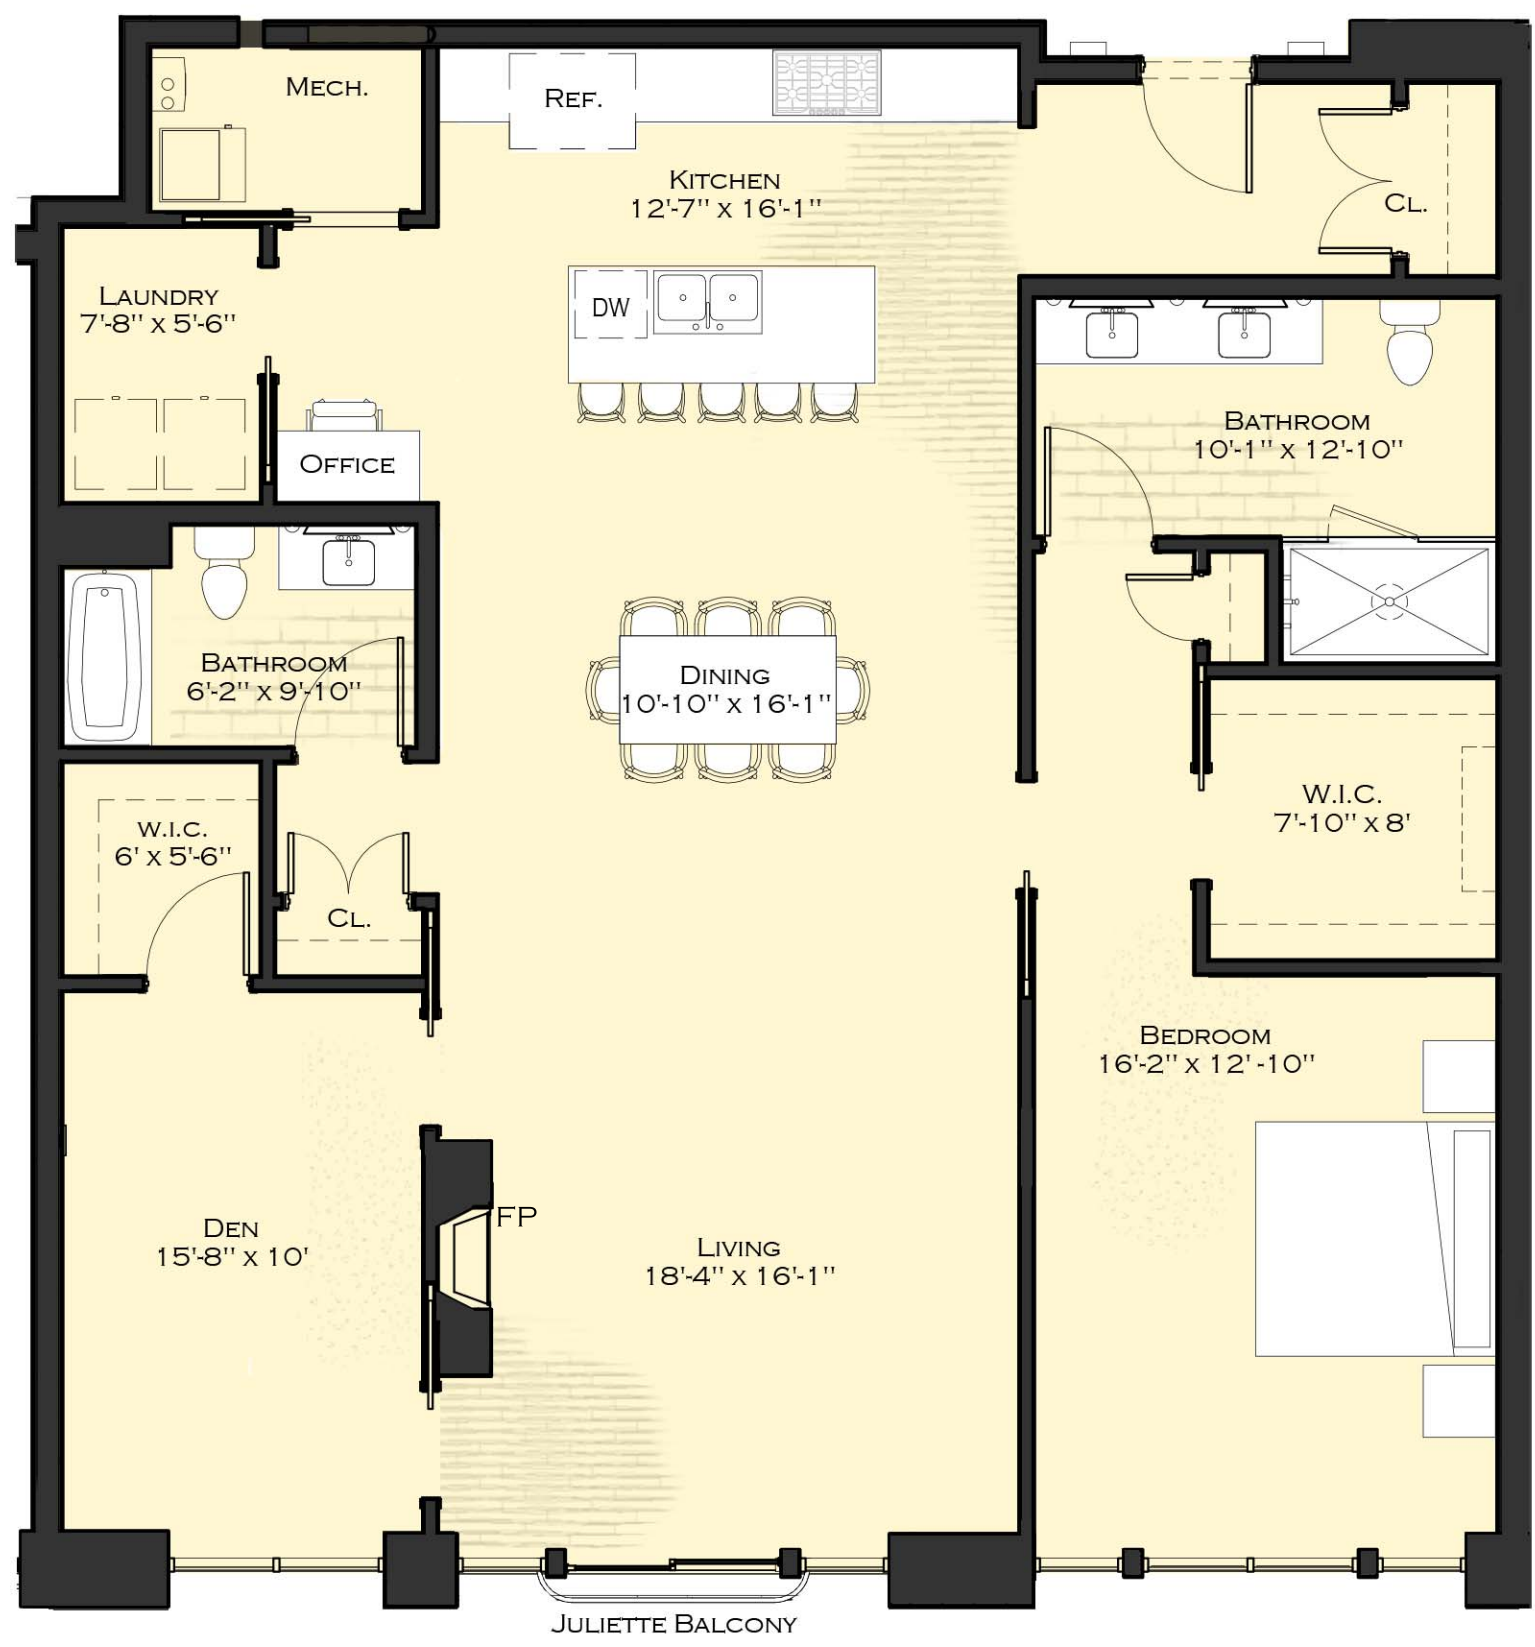 Mech.
Ref.
Kitchen
12'-7" x 16'-1"
Cl.
Laundry
7'-8" x 5'-6"
DW
Office
Bathroom
10'-1" x 12'-10"
Bathroom
6'-2" x 9'-10"
Dining
10'-10" x 16'-1"
W.I.C.
7'-10" x 8'
W.I.C.
6' x 5'-6"
Cl.
Bedroom
16'-2" x 12' -10"
FP
Den
15'-8" x 10'
Living
18'-4" x 16'-1"
Juliette Balcony